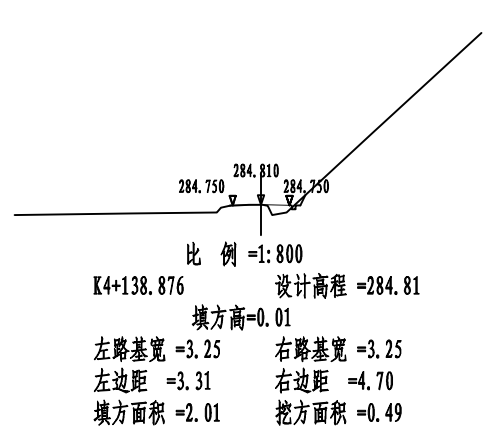 284.810
284.750 284.750
比 例 =1:800
K4+138.876 设计高程 =284.81
填方高=0.01
左路基宽 =3.25 右路基宽 =3.25
左边距 =3.31 右边距 =4.70
填方面积 =2.01 挖方面积 =0.49